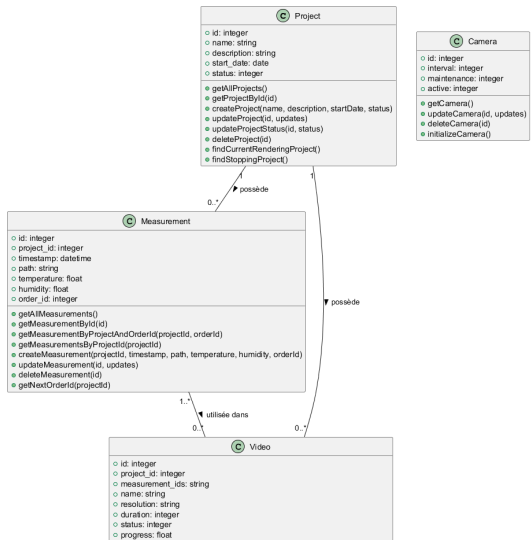 C Project
id: integer
name: string
description: string
start_date: date
status: integer
getAllProjects()
getProjectById(id)
createProject(name, description, startDate, status)
updateProject(id, updates)
updateProjectStatus(id, status)
deleteProject(id)
findCurrentRenderingProject()
findStoppingProject()
C Camera
id: integer
interval: integer
maintenance: integer
active: integer
getCamera()
updateCamera(id, updates)
deleteCamera(id)
initializeCamera()
1
1
possède
0..*
C Measurement
id: integer
project_id: integer
timestamp: datetime
path: string
temperature: float
humidity: float
order_id: integer
getAllMeasurements()
getMeasurementById(id)
getMeasurementByProjectAndOrderId(projectId, orderId)
getMeasurementsByProjectId(projectId)
createMeasurement(projectId, timestamp, path, temperature, humidity, orderId)
updateMeasurement(id, updates)
deleteMeasurement(id)
getNextOrderId(projectId)
possède
1..*
utilisée dans
0..*
0..*
C Video
id: integer
project_id: integer
measurement_ids: string
name: string
resolution: string
duration: integer
status: integer
progress: float